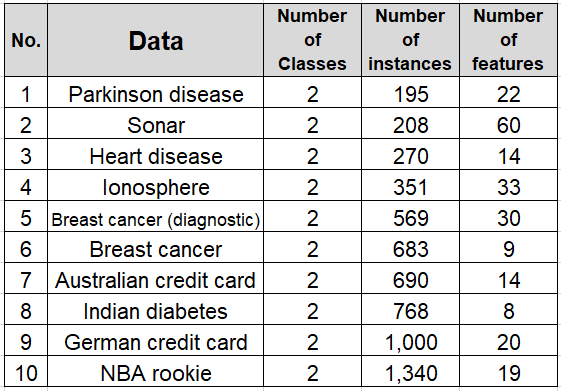 No. Data Number of Classes Number of instances Number of features
1 Parkinson disease 2 195 22
2 Sonar 2 208 60
3 Heart disease 2 270 14
4 Ionosphere 2 351 33
5 Breast cancer (diagnostic) 2 569 30
6 Breast cancer 2 683 9
7 Australian credit card 2 690 14
8 Indian diabetes 2 768 8
9 German credit card 2 1,000 20
10 NBA rookie 2 1,340 19